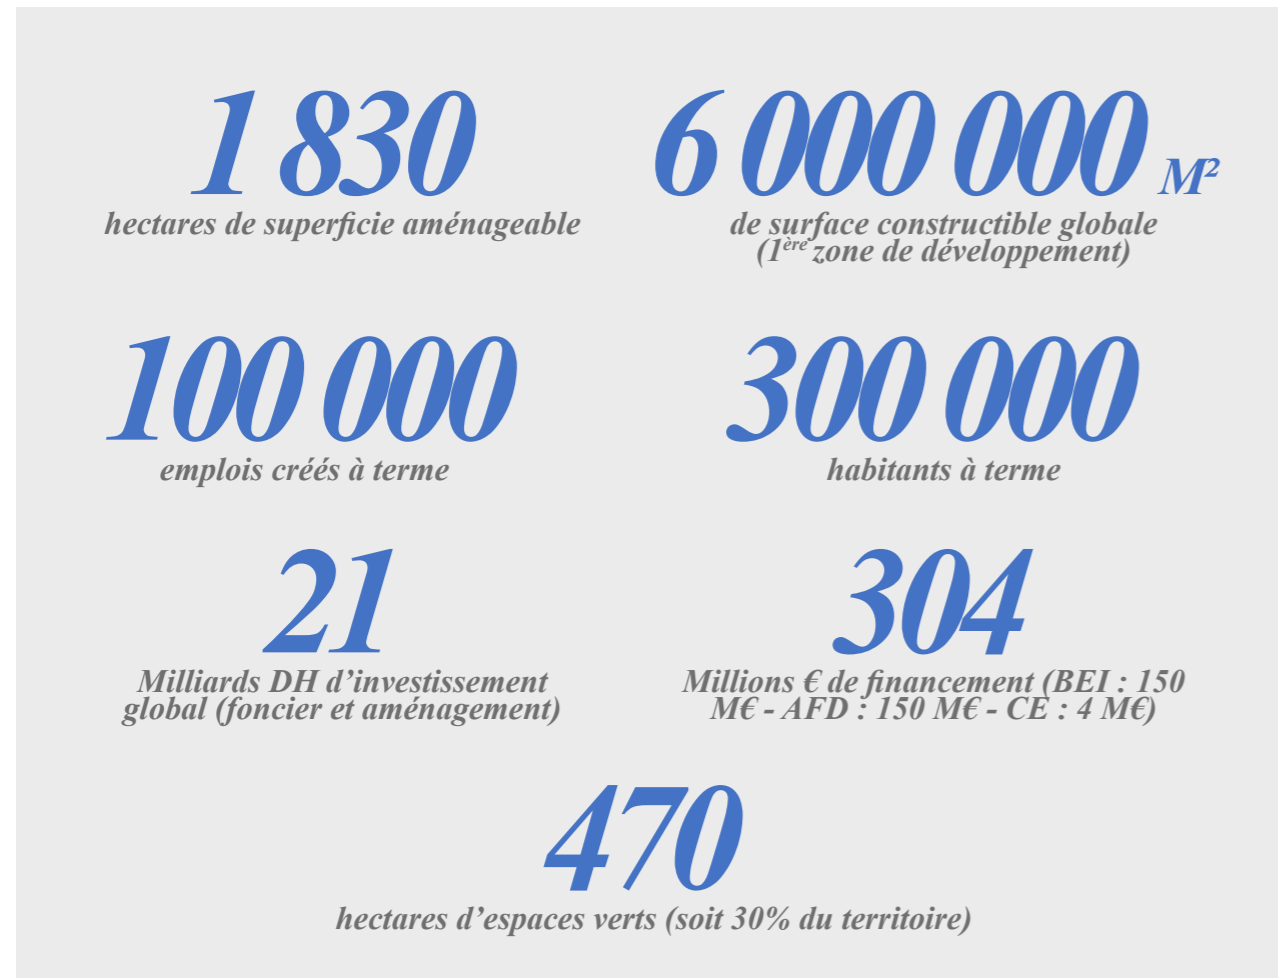 1 830
hectares de superficie aménageable
6 000 000 M²
de surface constructible globale
(1ère zone de développement)
100 000
emplois créés à terme
300 000
habitants à terme
21
Milliards DH d’investissement
global (foncier et aménagement)
304
Millions € de financement (BEI : 150
M€ - AFD : 150 M€ - CE : 4 M€)
470
hectares d’espaces verts (soit 30% du territoire)